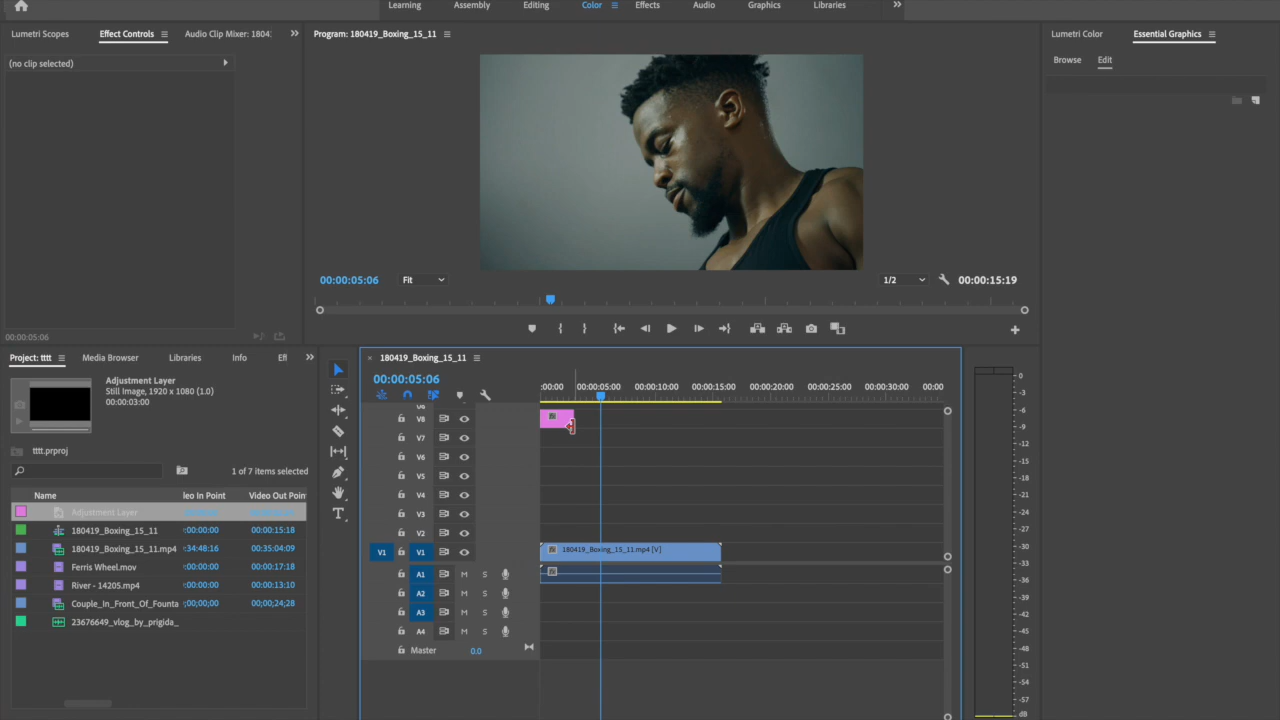 Learning Assembly Editing Color Effects Audio Graphics Libraries
Lumetri Scopes Effect Controls Audio Clip Mixer: 1804
Program: 180419_Boxing_15_11
Lumetri Color Essential Graphics
(no clip selected)
Browse Edit
00:00:05:06 Fit 1/2 00:00:15:19
00:00:05:06
Project: tttt Media Browser Libraries Info Ef
Adjustment Layer
Still Image, 1920 x 1080 (1.0)
00:00:03:00
tttt.prproj
1 of 7 items selected
Name leo In Point Video Out Poin
Adjustment Layer
180419_Boxing_15_11 :00:00:00 00:00:15:18
180419_Boxing_15_11.mp4 :34:48:16 00:35:04:09
Ferris Wheel.mov :00:00:00 00:00:17:18
River - 14205.mp4 :00:00:00 00:00:13:10
Couple_In_Front_Of_Founta ;00;00;00 00;00;24;28
23676649_vlog_by_prigida_
180419_Boxing_15_11
00:00:05:06
:00:00 00:00:05:00 00:00:10:00 00:00:15:00 00:00:20:00 00:00:25:00 00:00:30:00 00:00
V8
V7
V6
V5
V4
V3
V2
V1 V1 180419_Boxing_15_11.mp4 [V]
A1 M S
A2 M S
A3 M S
A4 M S
Master 0.0
0
-3
-6
-9
-12
-15
-18
-21
-24
-27
-30
-33
-36
-39
-42
-45
-48
-51
-54
-57
dB